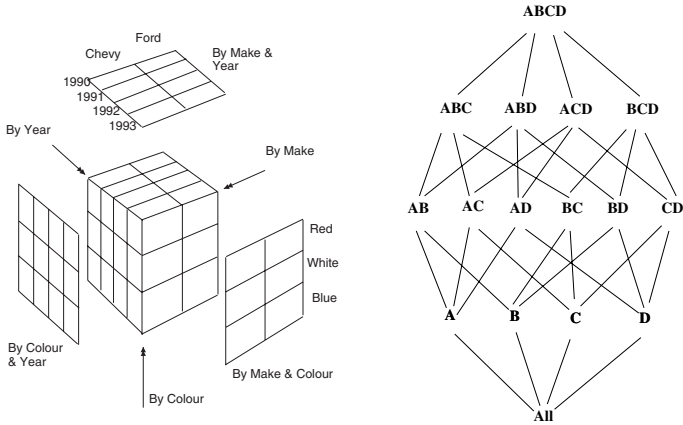 Ford
Chevy
By Make &
Year
1990
1991
1992
1993
By Year
By Make
Red
White
Blue
By Colour
& Year
By Make & Colour
By Colour
ABCD
ABC ABD ACD BCD
AB AC AD BC BD CD
A B C D
All